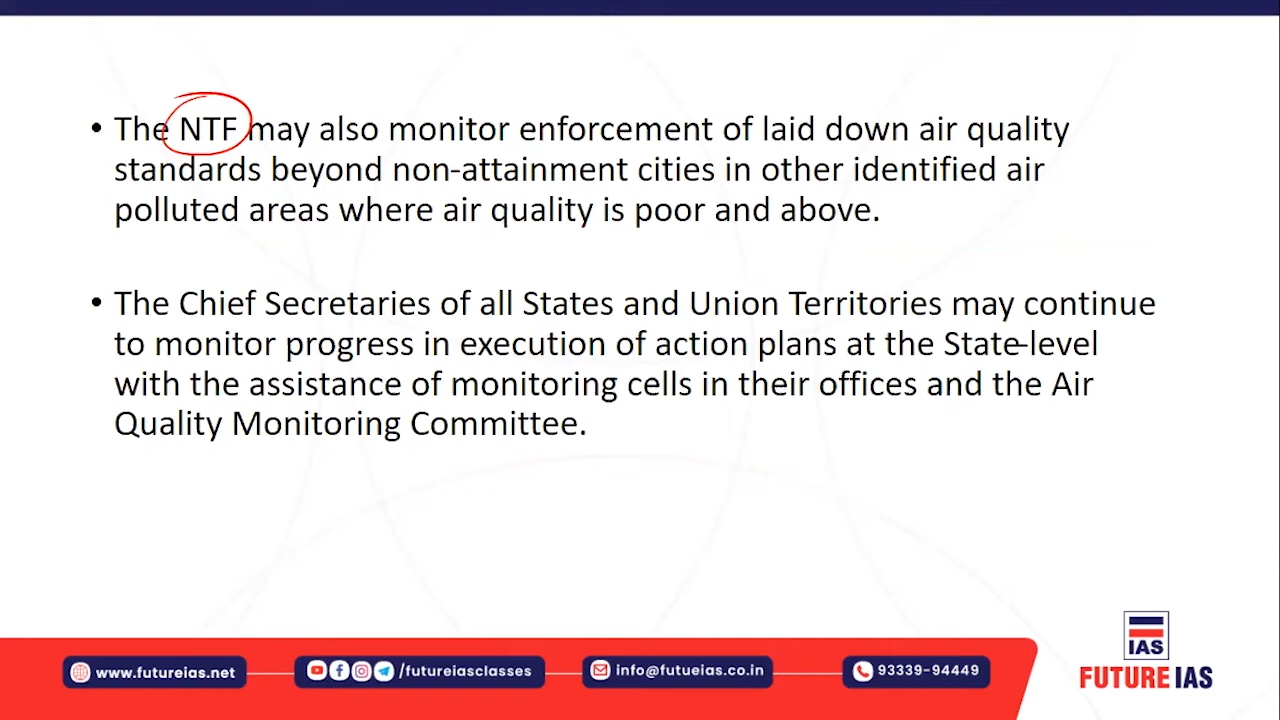 • The NTF may also monitor enforcement of laid down air quality
standards beyond non-attainment cities in other identified air
polluted areas where air quality is poor and above.
• The Chief Secretaries of all States and Union Territories may continue
to monitor progress in execution of action plans at the State-level
with the assistance of monitoring cells in their offices and the Air
Quality Monitoring Committee.
www.futureias.net
/futureiasclasses
info@futueias.co.in
93339-94449
IAS
FUTURE IAS